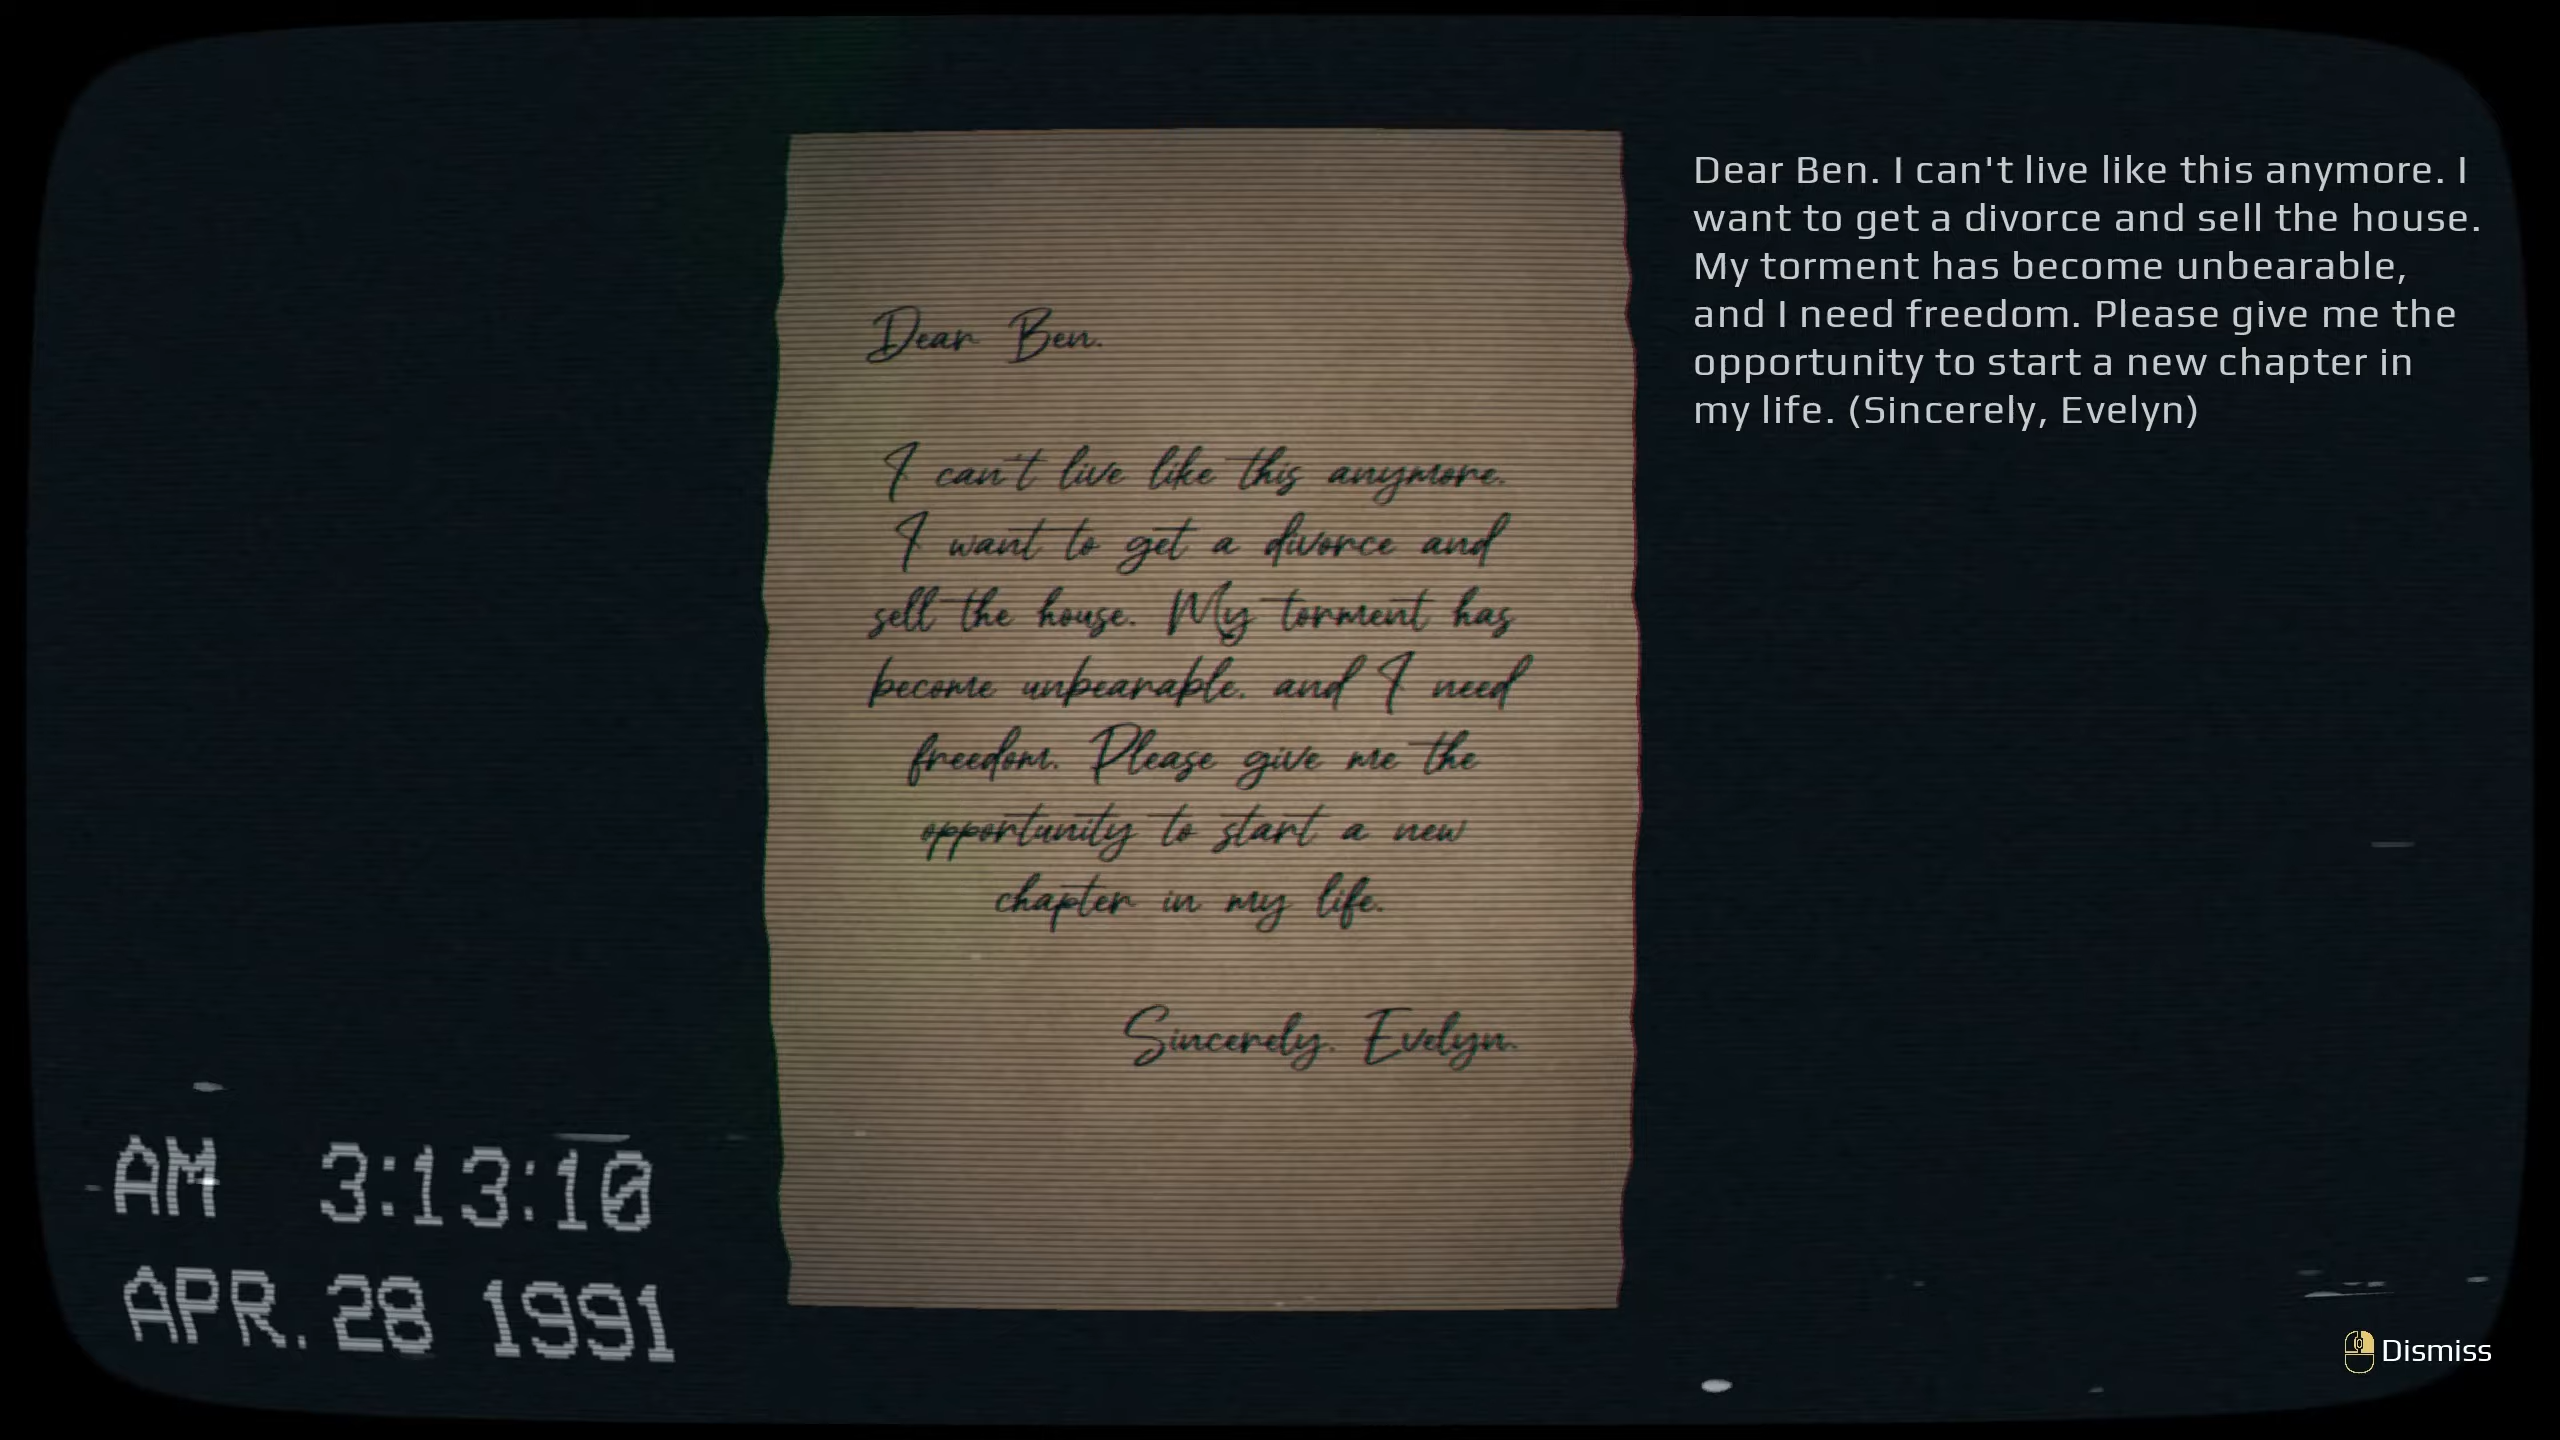 Dear Ben.
I can't live like this anymore.
I want to get a divorce and
sell the house. My torment has
become unbearable. and I need
freedom. Please give me the
opportunity to start a new
chapter in my life.
Sincerely. Evelyn.
Dear Ben. I can't live like this anymore. I
want to get a divorce and sell the house.
My torment has become unbearable,
and I need freedom. Please give me the
opportunity to start a new chapter in
my life. (Sincerely, Evelyn)
AM 3:13:10
APR. 28 1991
Dismiss